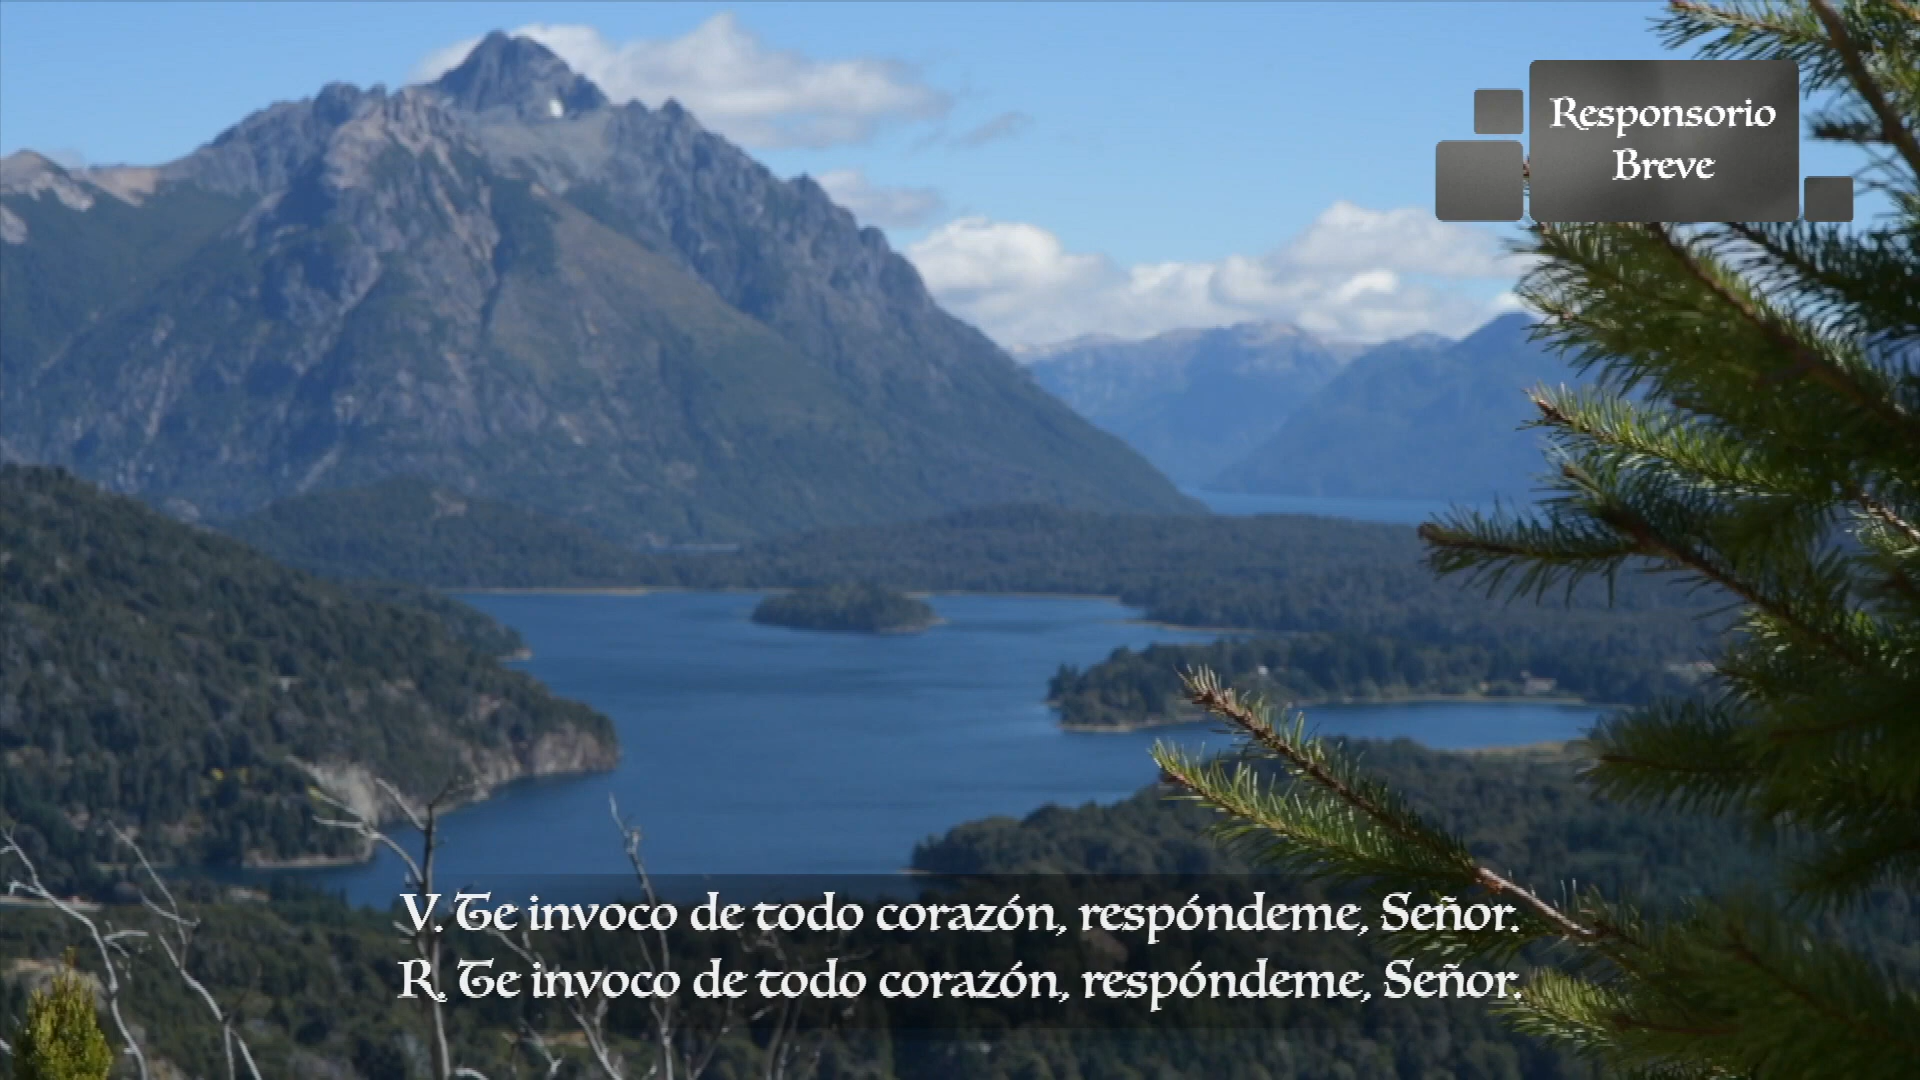 Responsorio
Breve
V. Te invoco de todo corazón, respóndeme, Señor.
R. Te invoco de todo corazón, respóndeme, Señor.